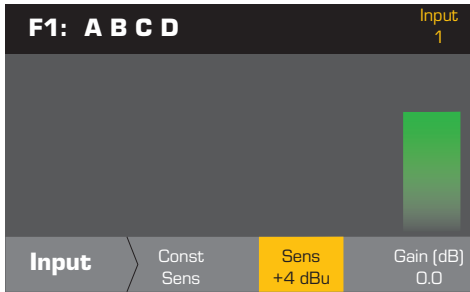 F1: A B C D
Input
1
Input
Const
Sens
Sens
+4 dBu
Gain (dB)
0.0